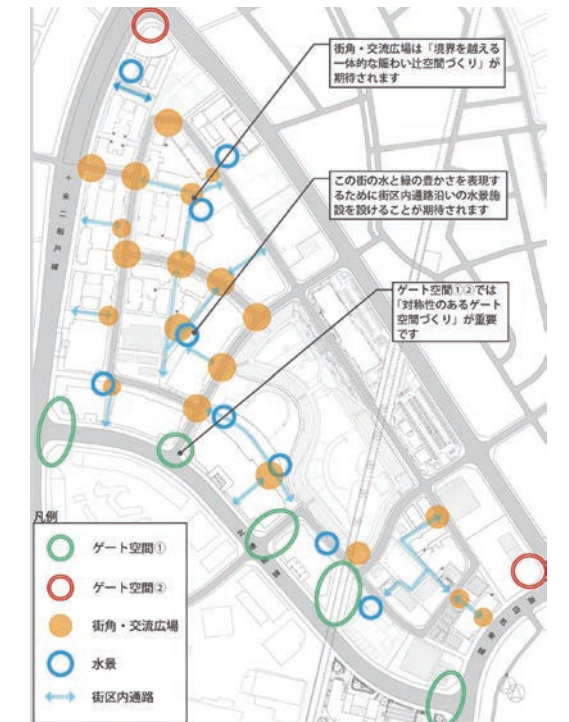 街角・交流広場は「境界を越える
一体的な賑わい辻空間づくり」が
期待されます
この街の水と緑の豊かさを表現
するために街区内通路沿いの水景施
設を設けることが期待されます
ゲート空間①②では
「対称性のあるゲート
空間づくり」が重要
です
十余二船戸線
凡例
ゲート空間①
ゲート空間②
街角・交流広場
水景
街区内通路